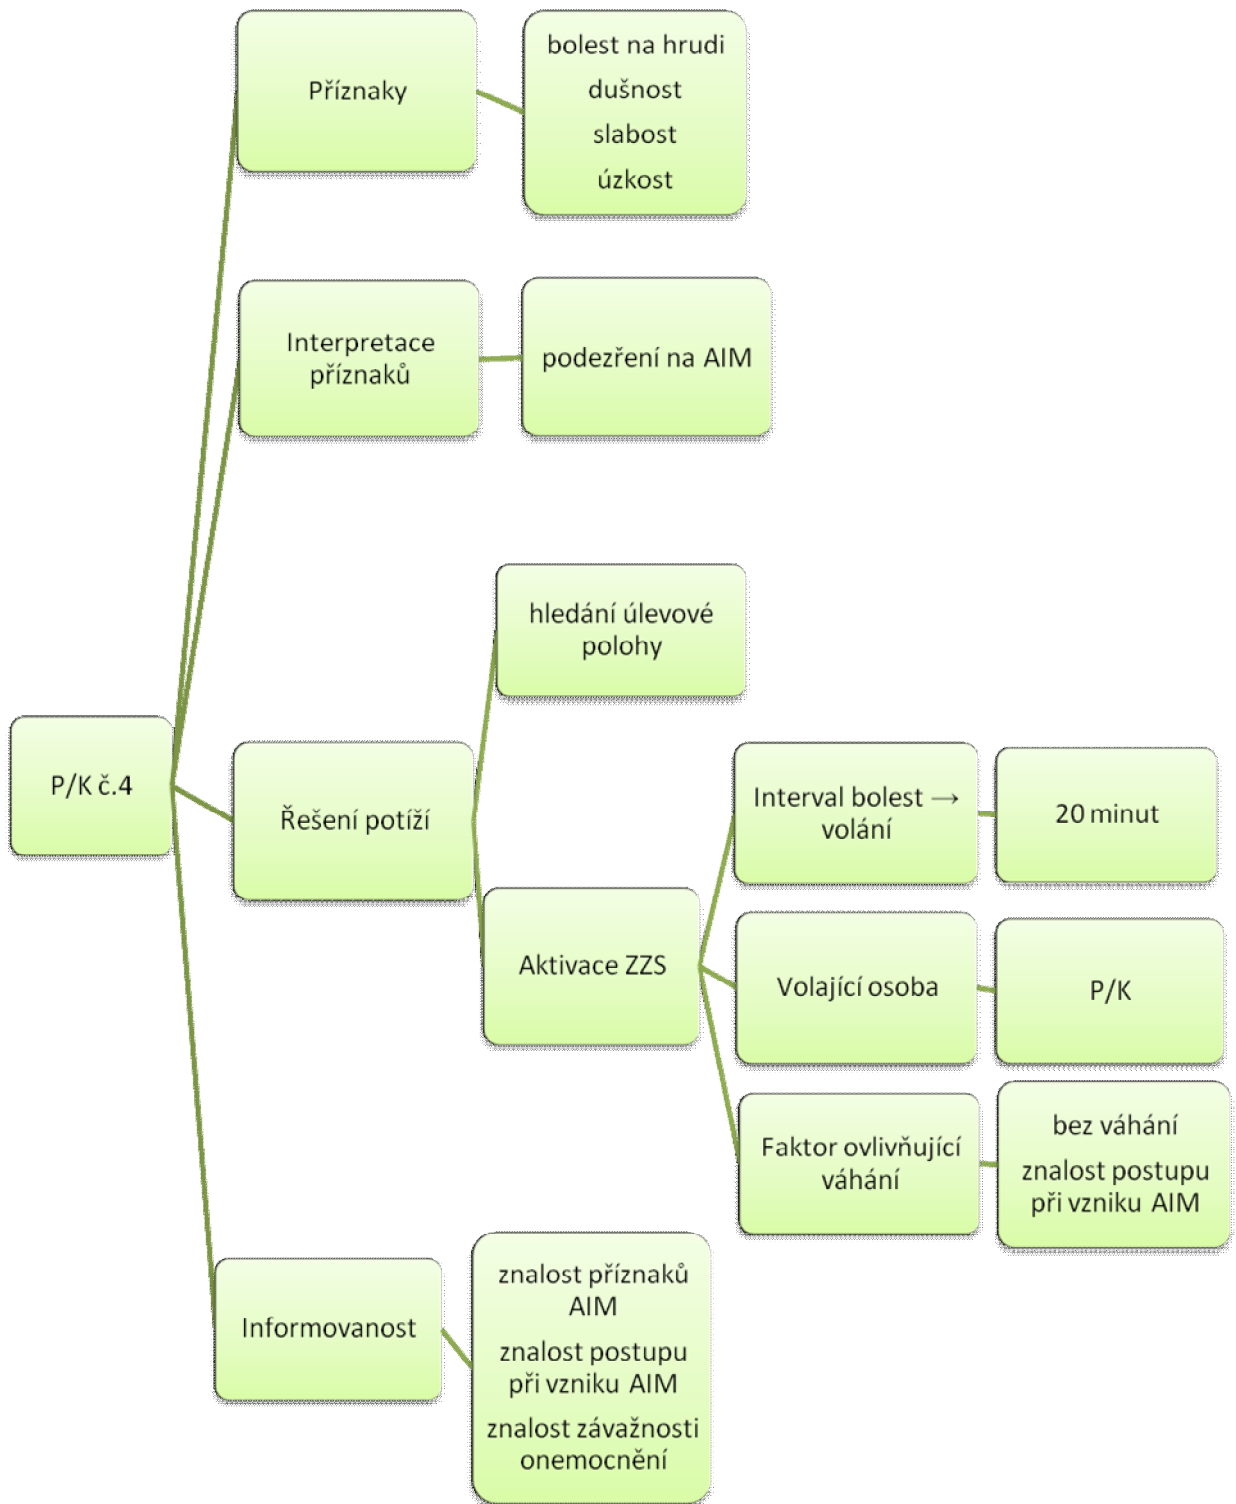 Příznaky
bolest na hrudi
dušnost
slabost
úzkost
Interpretace
příznaků
podezření na AIM
P/K č.4
Řešení potíží
hledání úlevové
polohy
Aktivace ZZS
Interval bolest →
volání
20 minut
Volající osoba
P/K
Faktor ovlivňující
váhání
bez váhání
znalost postupu
při vzniku AIM
Informovanost
znalost příznaků
AIM
znalost postupu
při vzniku AIM
znalost závažnosti
onemocnění